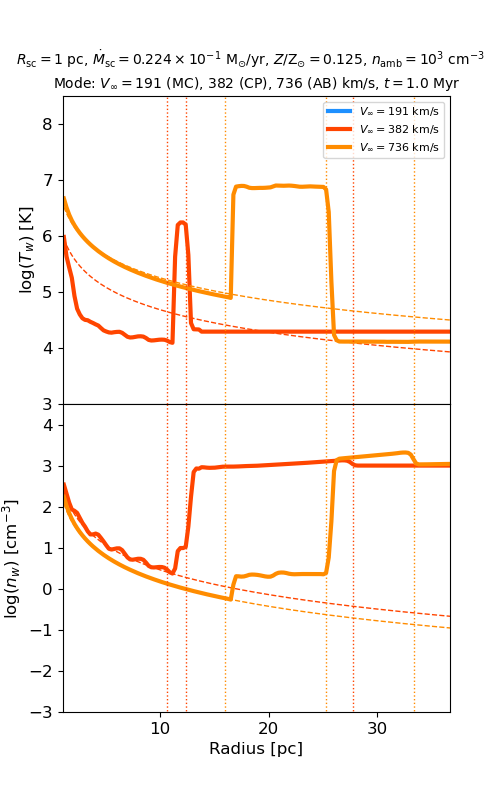 R_sc = 1 pc, Ṁ_sc = 0.224 × 10⁻¹ M_⊙/yr, Z/Z_⊙ = 0.125, n_amb = 10³ cm⁻³
Mode: V_∞ = 191 (MC), 382 (CP), 736 (AB) km/s, t = 1.0 Myr
V_∞ = 191 km/s
V_∞ = 382 km/s
V_∞ = 736 km/s
log(T_w) [K]
8
7
6
5
4
3
log(n_w) [cm⁻³]
4
3
2
1
0
−1
−2
−3
10 20 30
Radius [pc]